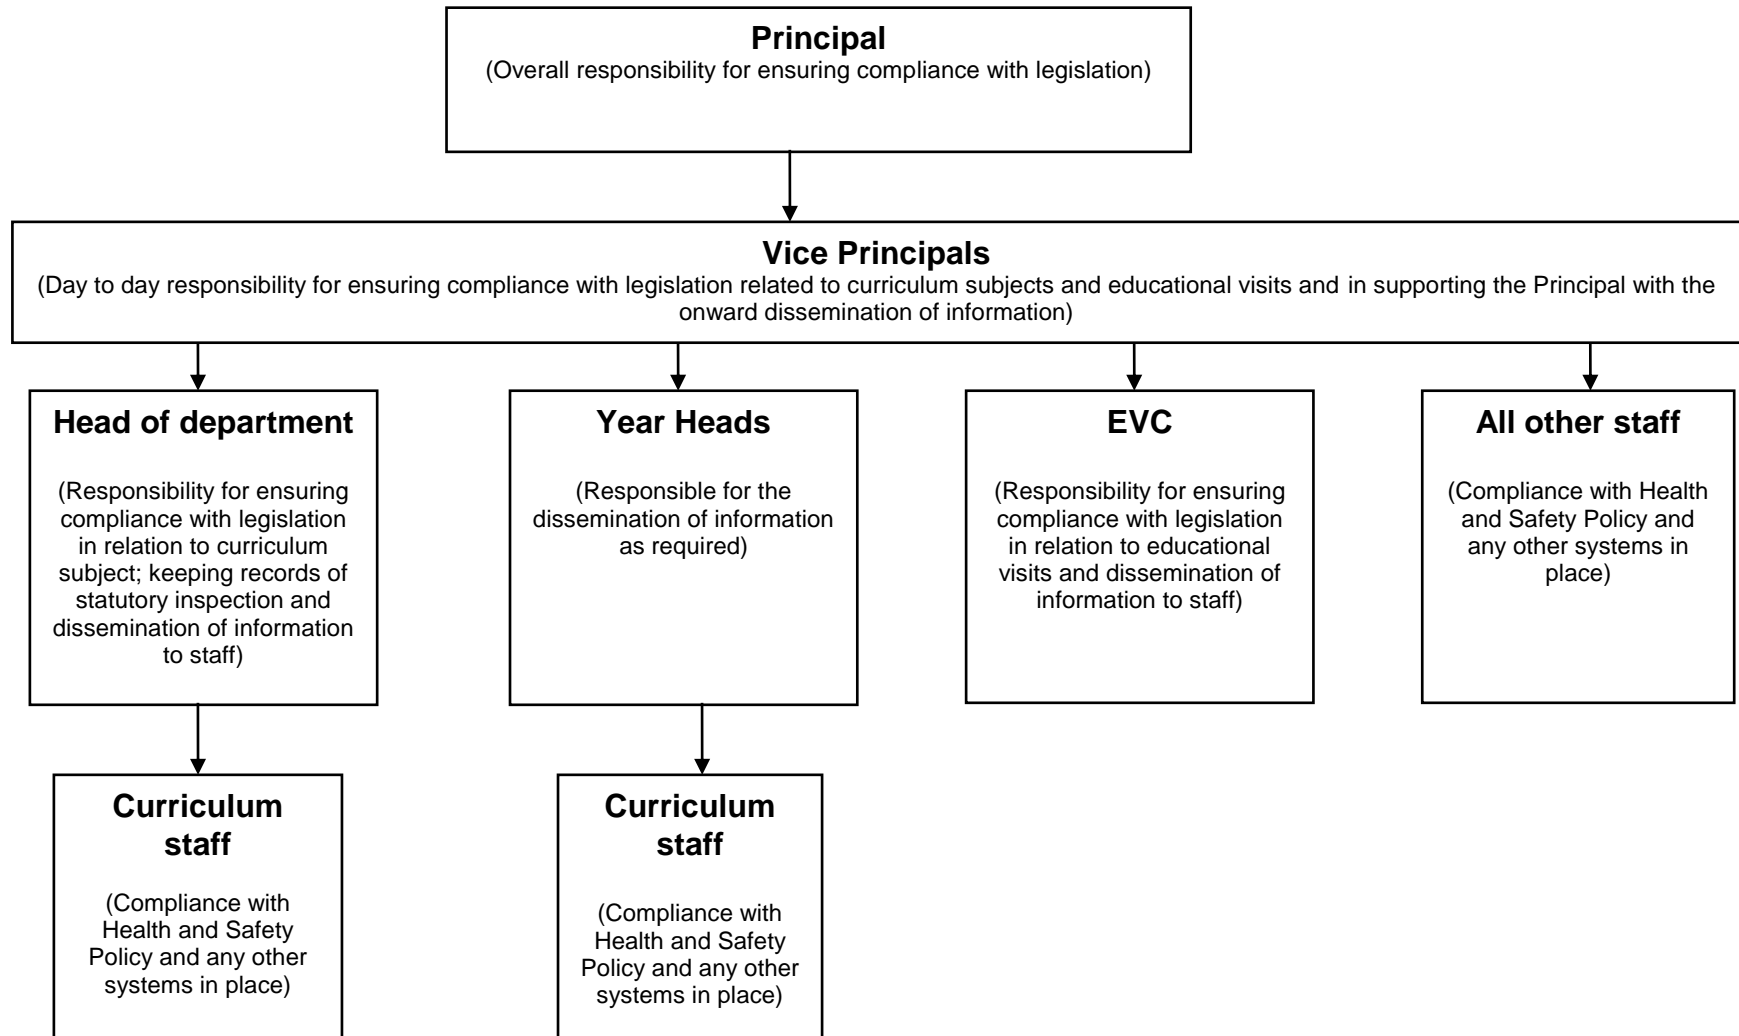 Principal
(Overall responsibility for ensuring compliance with legislation)
Vice Principals
(Day to day responsibility for ensuring compliance with legislation related to curriculum subjects and educational visits and in supporting the Principal with the
onward dissemination of information)
Head of department
(Responsibility for ensuring
compliance with legislation
in relation to curriculum
subject; keeping records of
statutory inspection and
dissemination of information
to staff)
Year Heads
(Responsible for the
dissemination of information
as required)
EVC
(Responsibility for ensuring
compliance with legislation
in relation to educational
visits and dissemination of
information to staff)
All other staff
(Compliance with Health
and Safety Policy and
any other systems in
place)
Curriculum
staff
(Compliance with
Health and Safety
Policy and any other
systems in place)
Curriculum
staff
(Compliance with
Health and Safety
Policy and any other
systems in place)